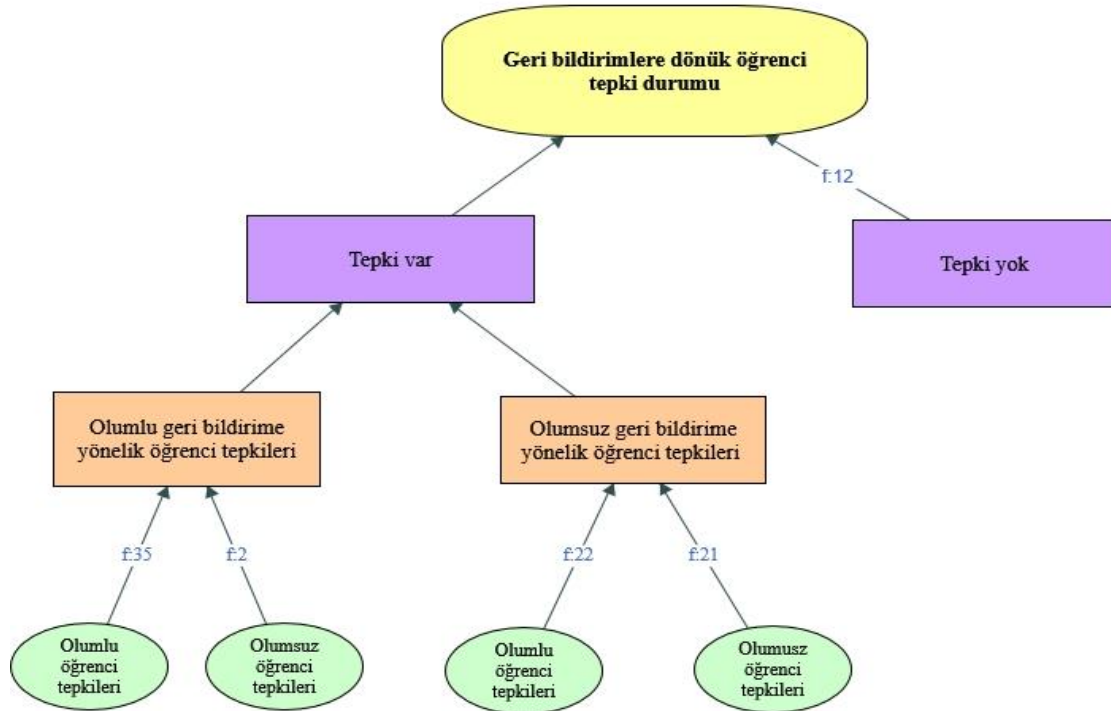 Geri bildirimlere dönük öğrenci
tepki durumu
f:12
Tepki var
Tepki yok
Olumlu geri bildirime
yönelik öğrenci tepkileri
Olumsuz geri bildirime
yönelik öğrenci tepkileri
f:35
f:2
f:22
f:21
Olumlu
öğrenci
tepkileri
Olumsuz
öğrenci
tepkileri
Olumlu
öğrenci
tepkileri
Olumusz
öğrenci
tepkileri